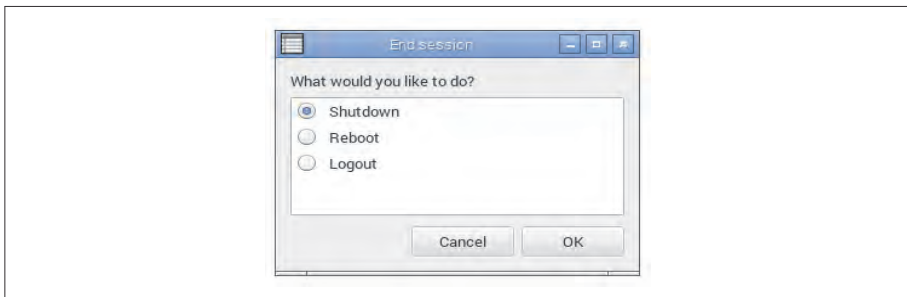 End session
What would you like to do?
Shutdown
Reboot
Logout
Cancel
OK